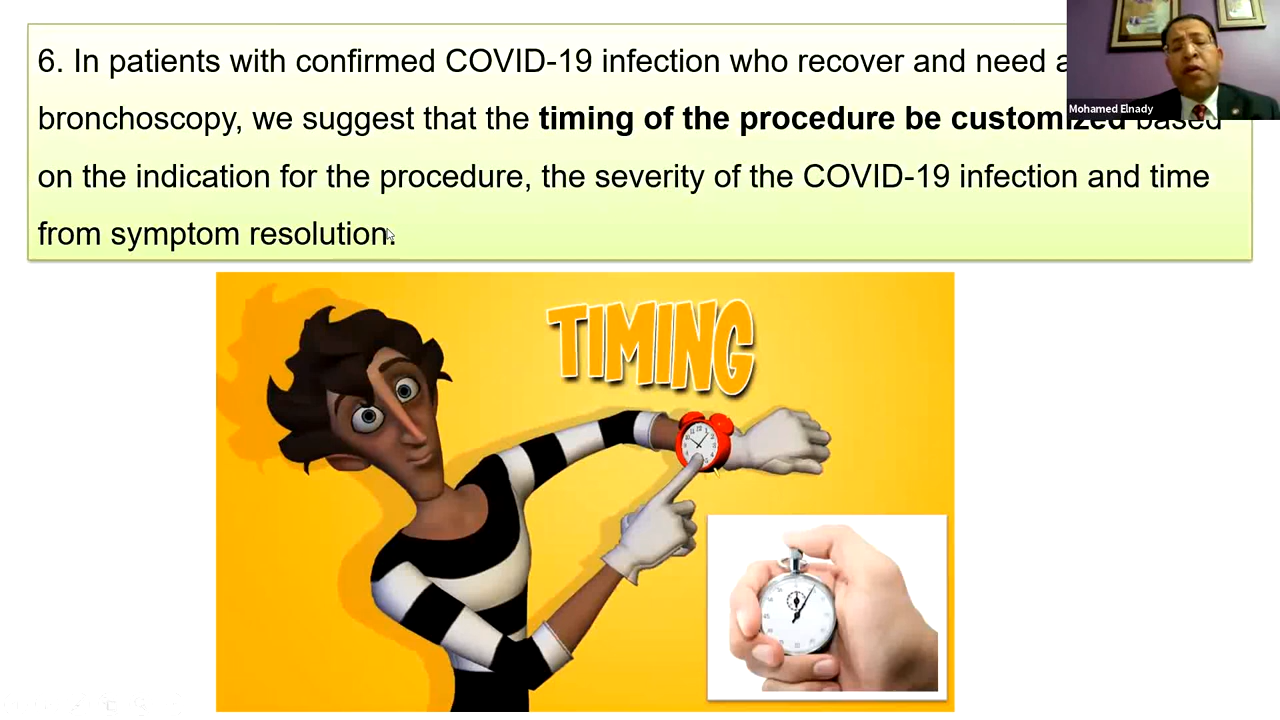 6. In patients with confirmed COVID-19 infection who recover and need a
bronchoscopy, we suggest that the timing of the procedure be customized based
on the indication for the procedure, the severity of the COVID-19 infection and time
from symptom resolution.
Mohamed Elnady
TIMING